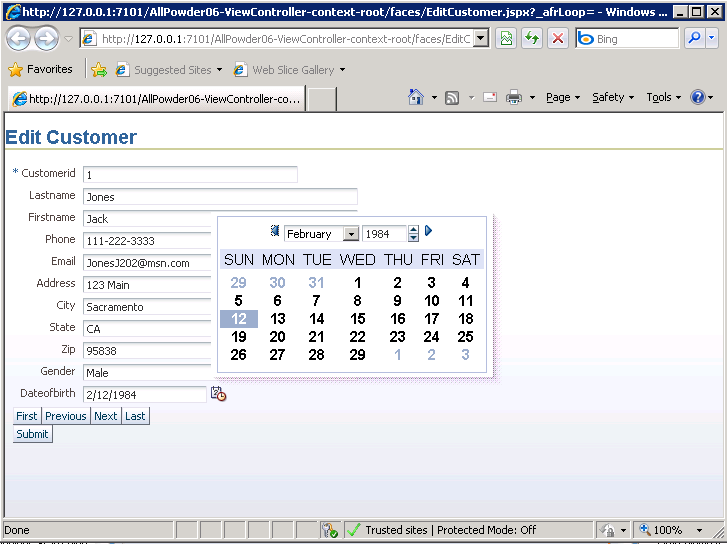 http://127.0.0.1:7101/AllPowder06-ViewController-context-root/faces/EditCustomer.jspx?_afrLoop= - Windows ...
http://127.0.0.1:7101/AllPowder06-ViewController-context-root/faces/EditC
Bing
Favorites Suggested Sites Web Slice Gallery
http://127.0.0.1:7101/AllPowder06-ViewController-co...
Page Safety Tools
Edit Customer
* Customerid 1
Lastname Jones
Firstname Jack
Phone 111-222-3333
Email JonesJ202@msn.com
Address 123 Main
City Sacramento
State CA
Zip 95838
Gender Male
Dateofbirth 2/12/1984
February 1984
SUN MON TUE WED THU FRI SAT
29 30 31 1 2 3 4
5 6 7 8 9 10 11
12 13 14 15 16 17 18
19 20 21 22 23 24 25
26 27 28 29 1 2 3
First Previous Next Last
Submit
Done Trusted sites | Protected Mode: Off 100%